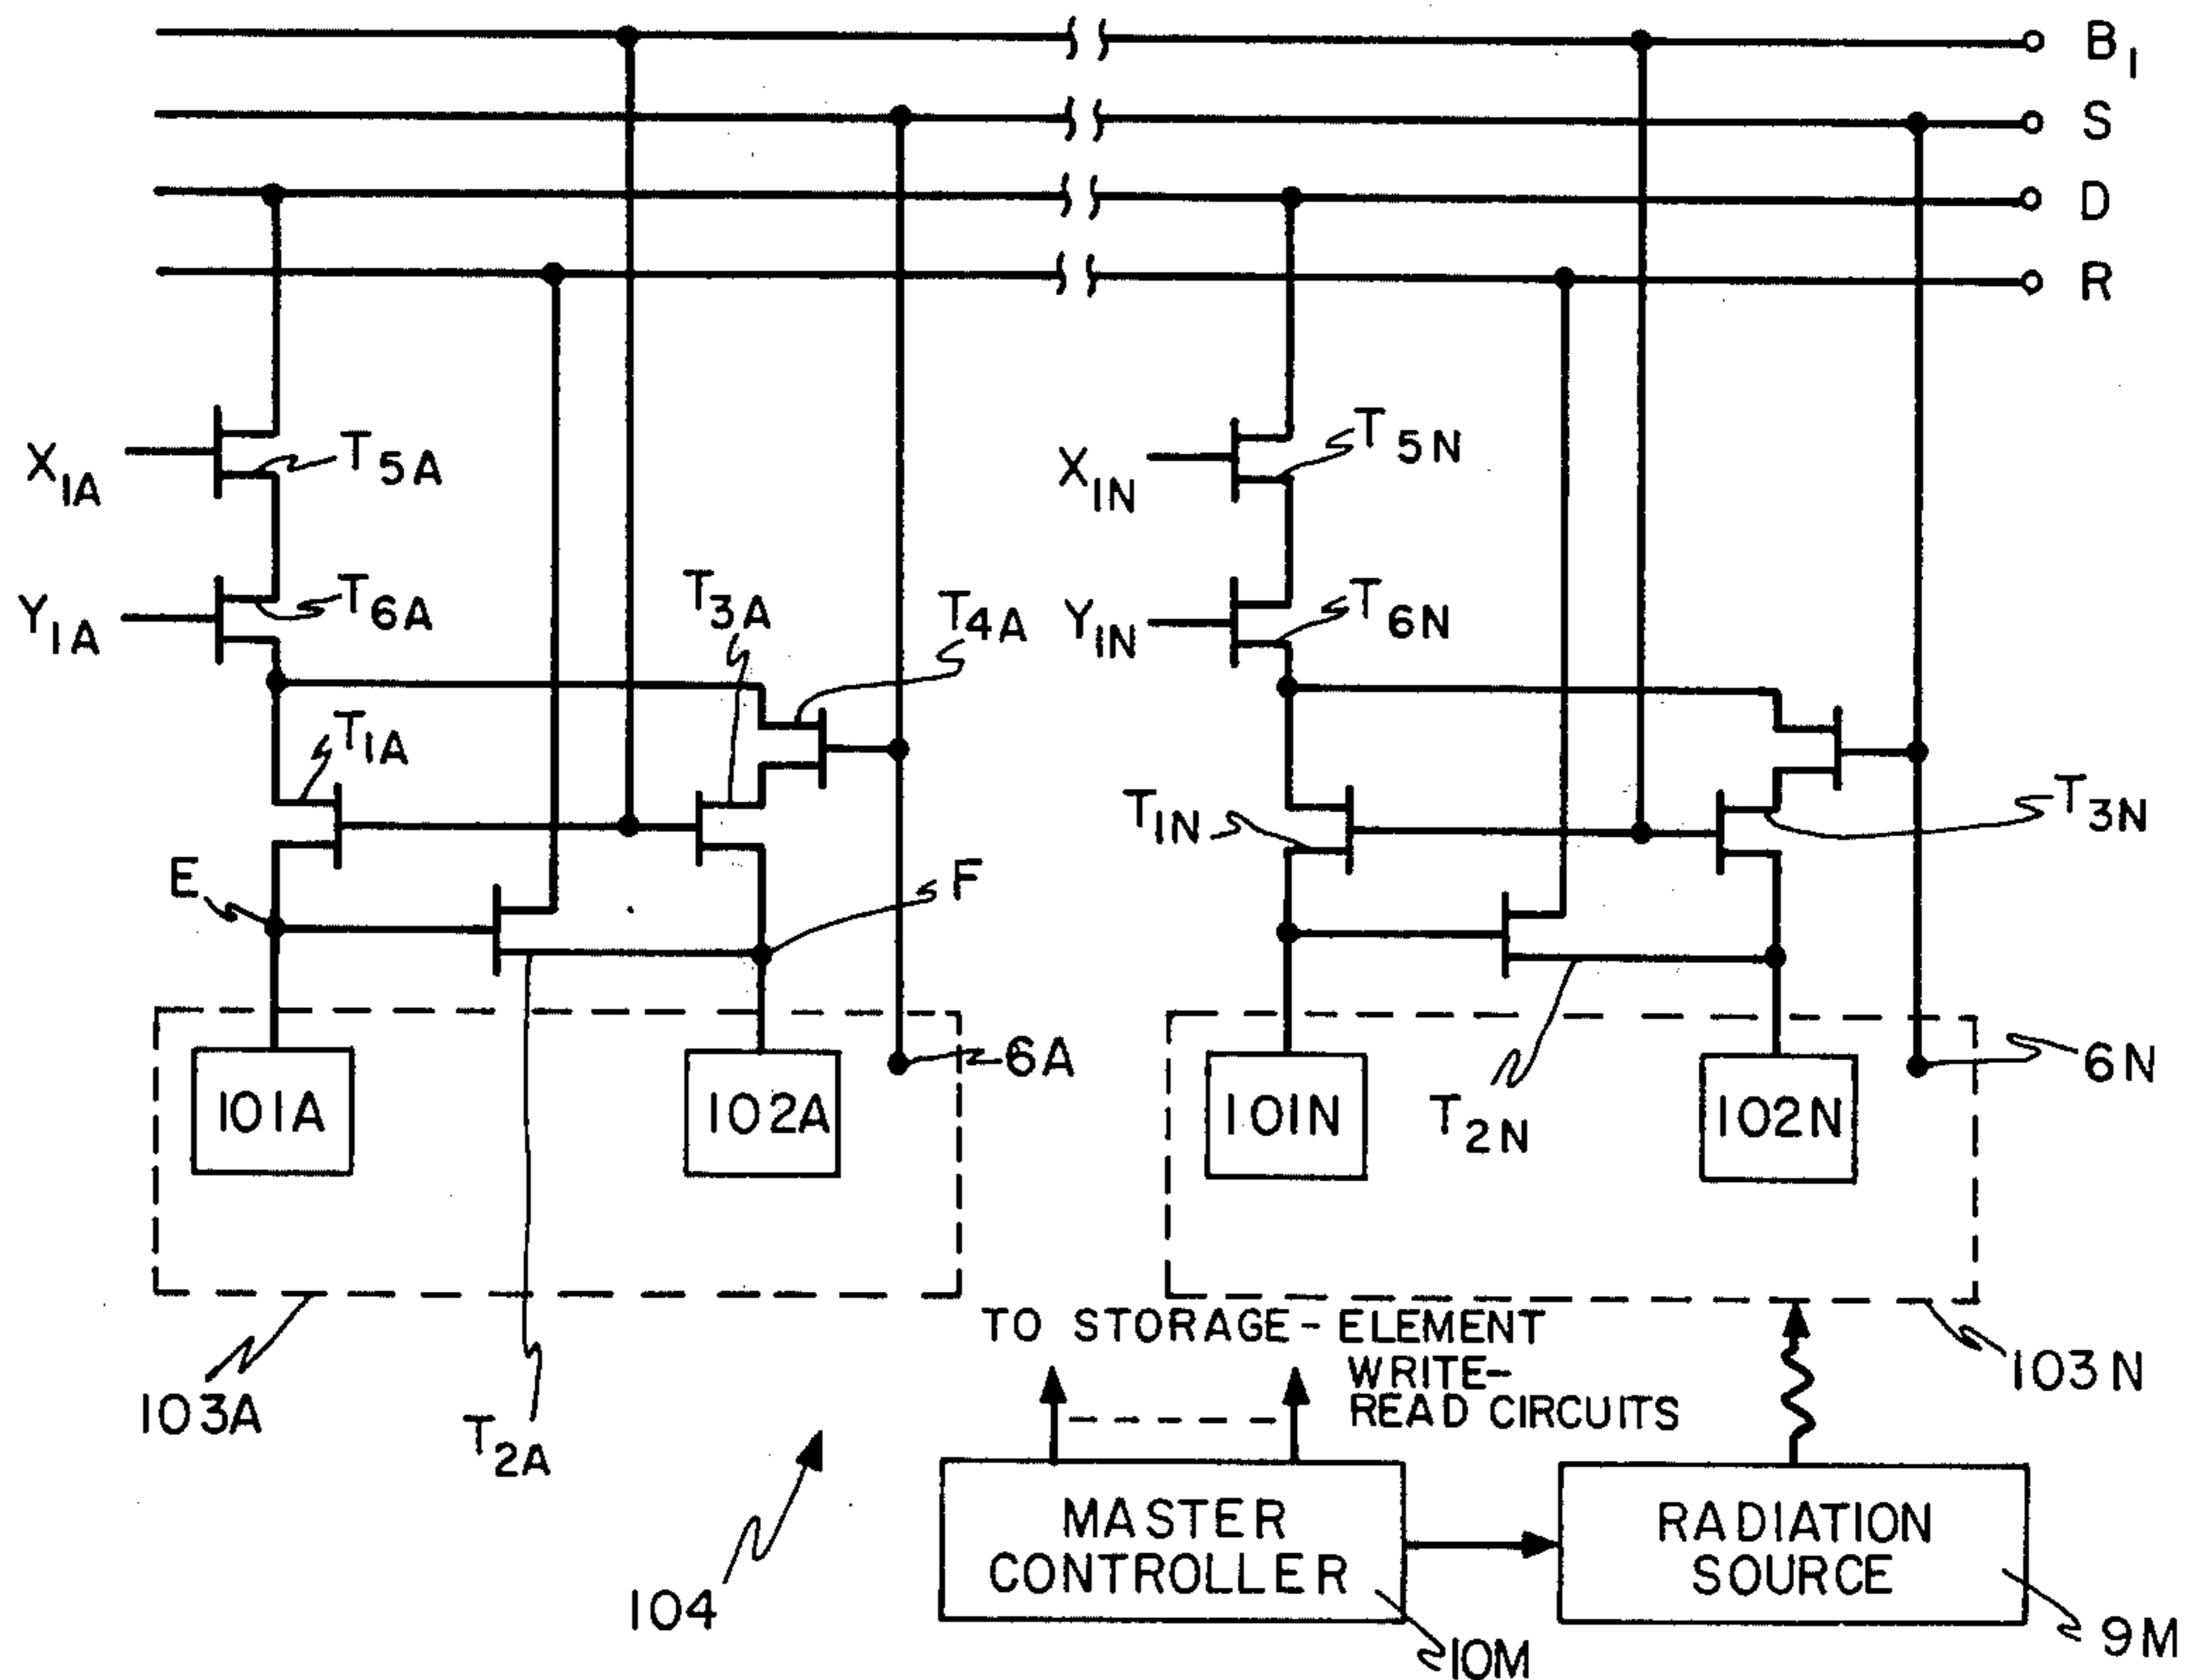 B1
S
D
R
X1A
T5A
X1N
T5N
Y1A
T6A
T3A
T4A
Y1N
T6N
T1A
T1N
T3N
E
F
6A
6N
101A
102A
101N
102N
T2N
TO STORAGE-ELEMENT
WRITE-
READ CIRCUITS
103A
103N
T2A
104
MASTER
CONTROLLER
RADIATION
SOURCE
10M
9M